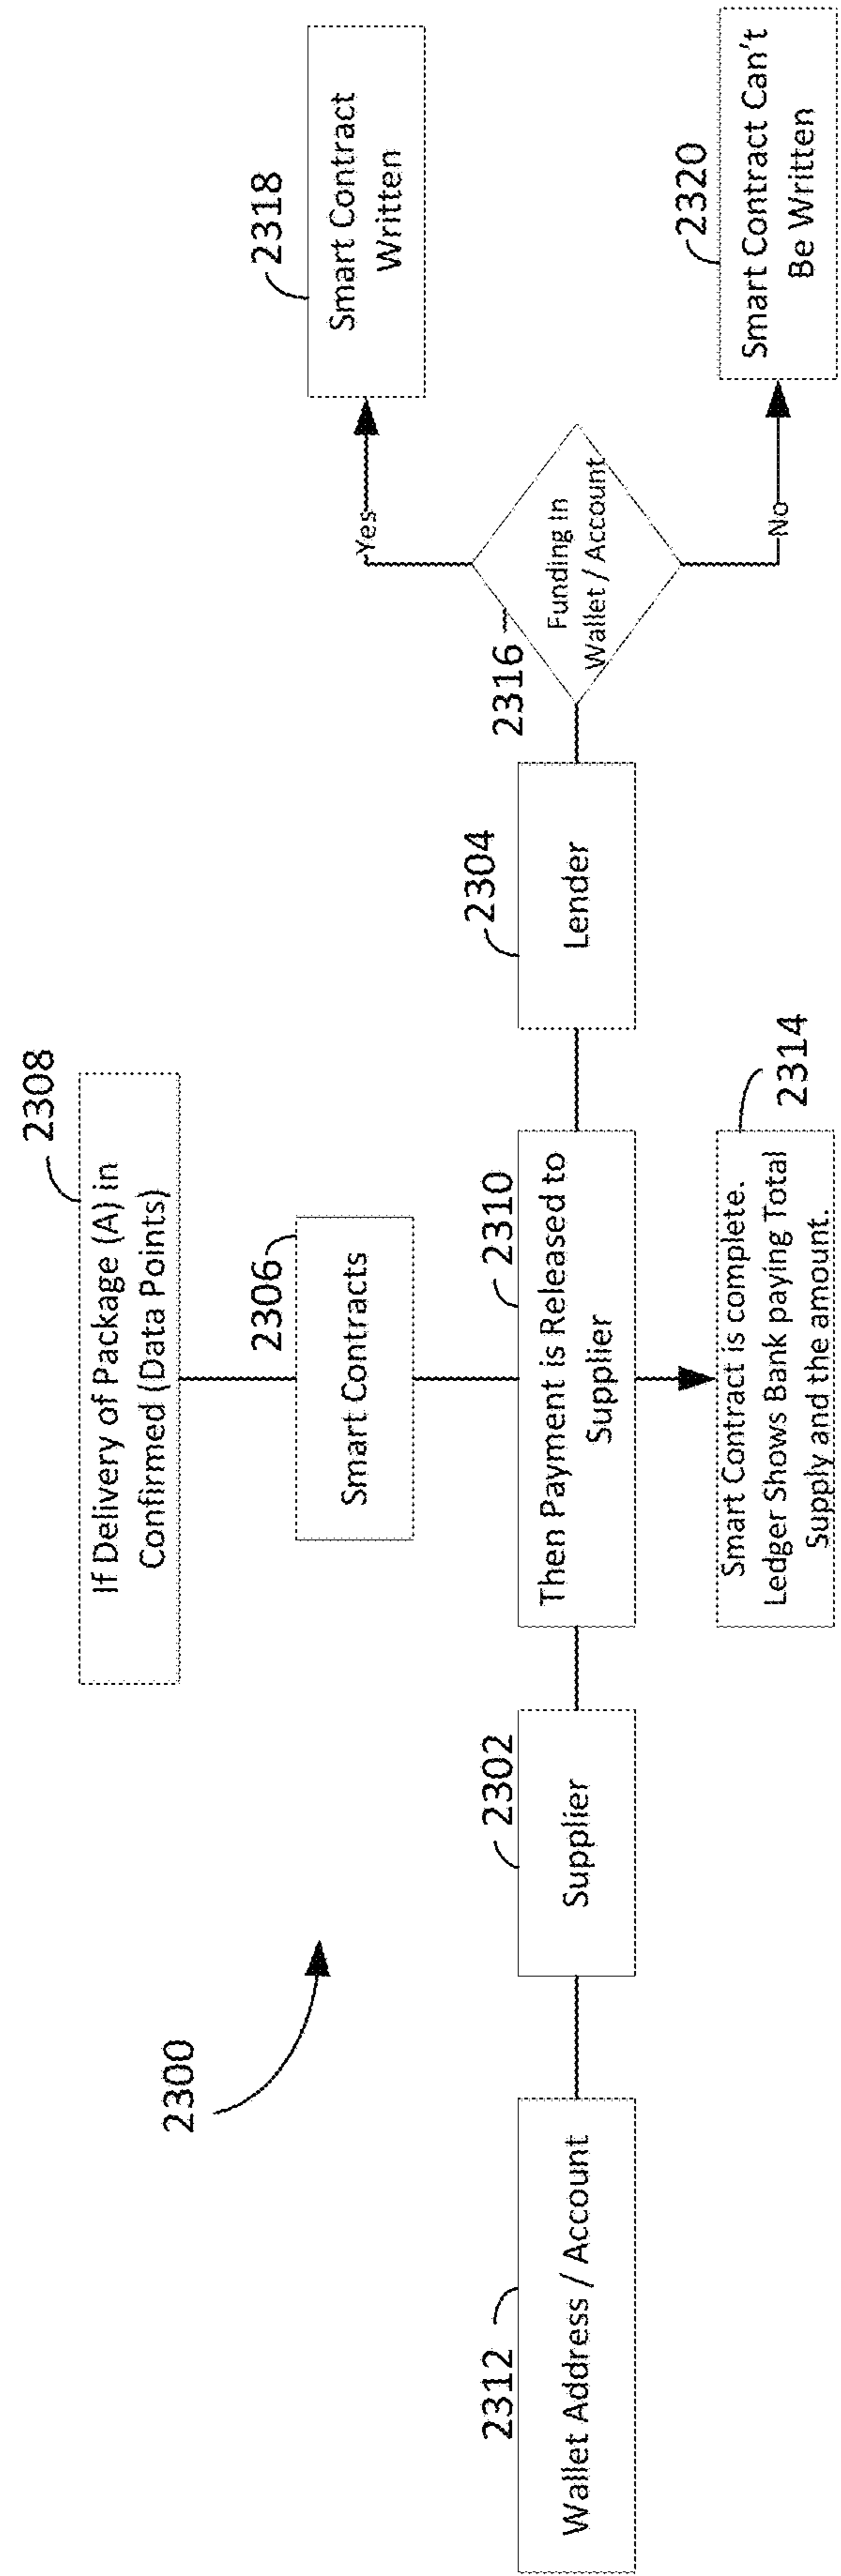 2308
If Delivery of Package (A) in
Confirmed (Data Points)
2300
2306
Smart Contracts
2318
Smart Contract
Written
2312
Wallet Address / Account
2302
Supplier
2310
Then Payment is Released to
Supplier
2304
Lender
2316
Funding In
Wallet / Account
Yes
No
2314
Smart Contract is complete.
Ledger Shows Bank paying Total
Supply and the amount.
2320
Smart Contract Can't
Be Written